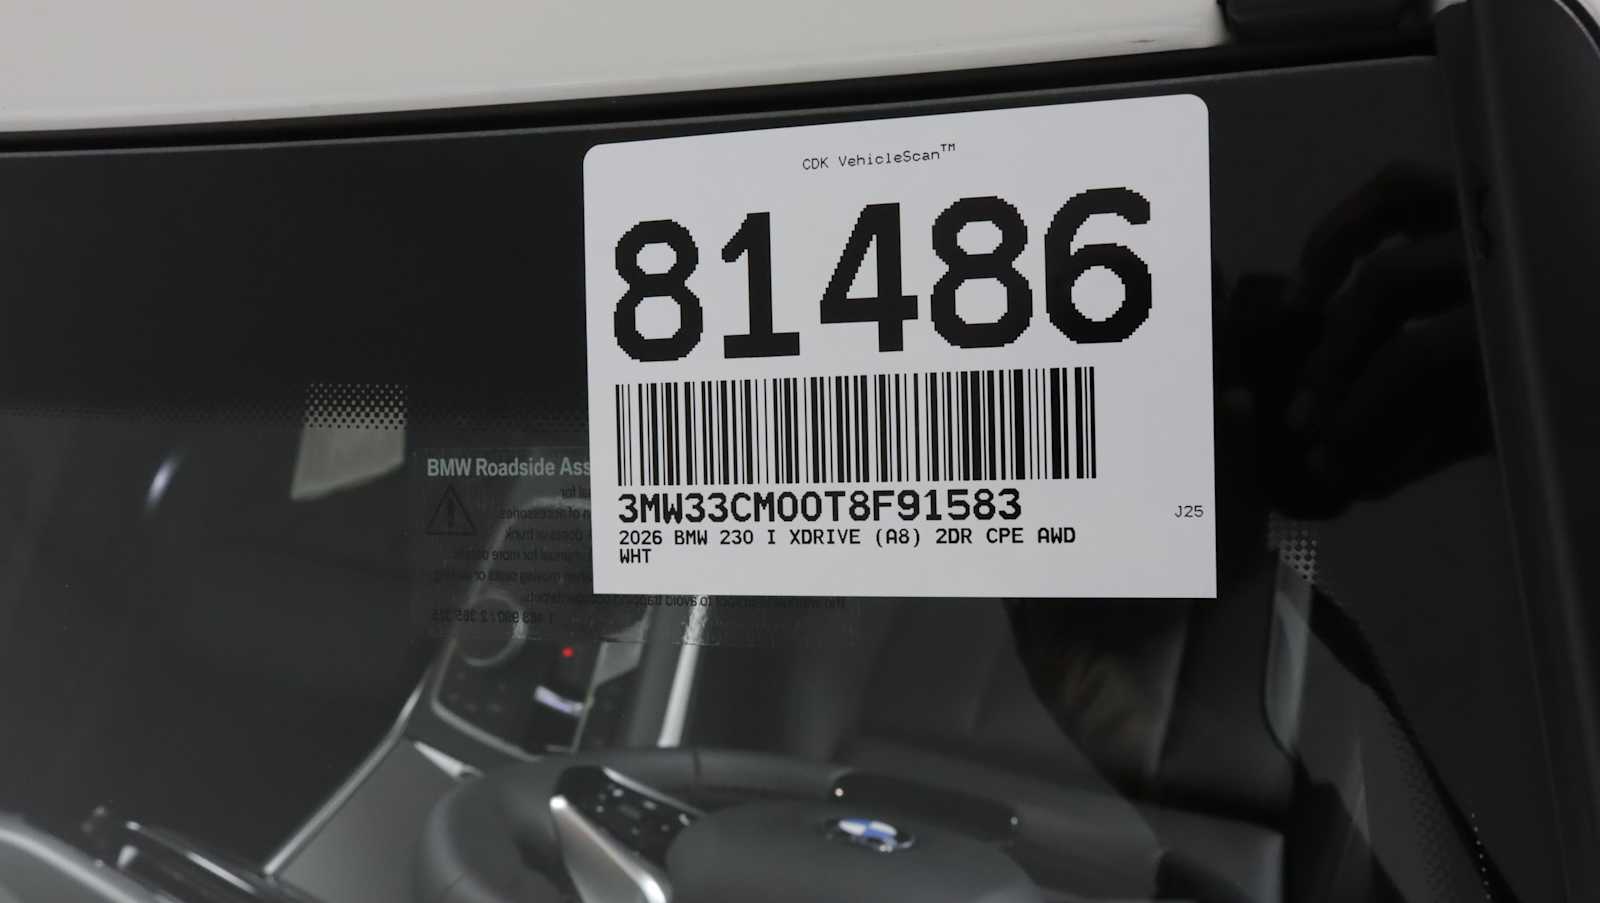 CDK VehicleScan™
81486
3MW33CM00T8F91583
J25
2026 BMW 230 I XDRIVE (A8) 2DR CPE AWD
WHT
BMW Roadside Ass